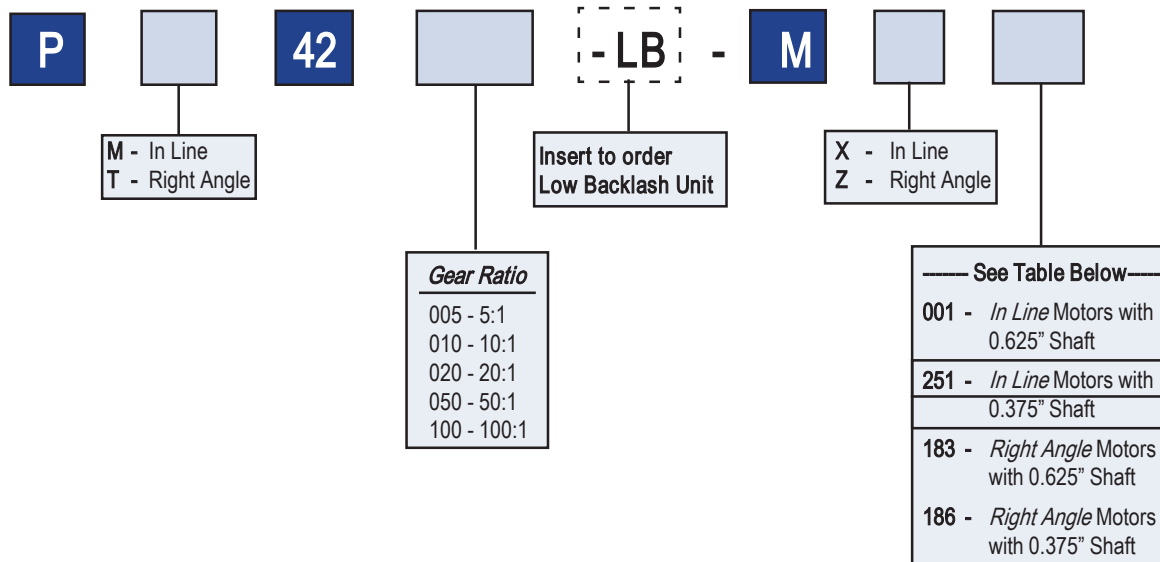 P 42 - LB - M
M - In Line
T - Right Angle
Insert to order
Low Backlash Unit
X - In Line
Z - Right Angle
Gear Ratio
005 - 5:1
010 - 10:1
020 - 20:1
050 - 50:1
100 - 100:1
------- See Table Below-----
001 - In Line Motors with
0.625” Shaft
251 - In Line Motors with
0.375” Shaft
183 - Right Angle Motors
with 0.625” Shaft
186 - Right Angle Motors
with 0.375” Shaft